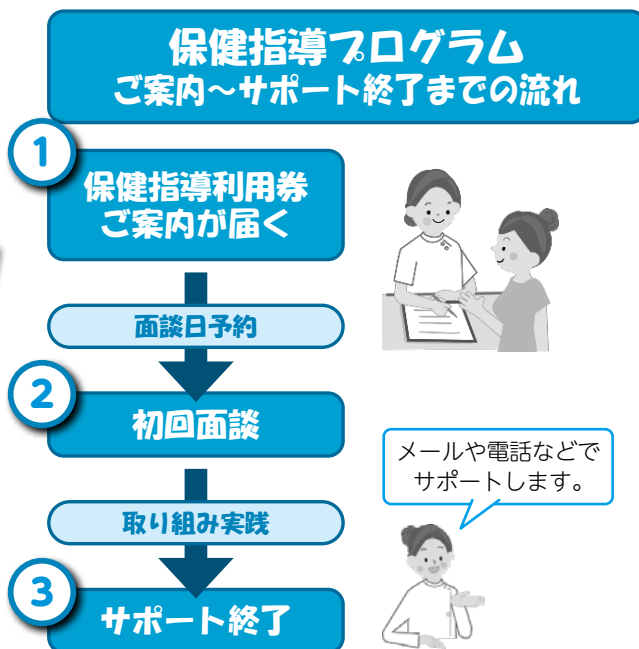 保健指導プログラム
ご案内～サポート終了までの流れ
1
保健指導利用券
ご案内が届く
面談日予約
2
初回面談
メールや電話などで
サポートします。
取り組み実践
3
サポート終了